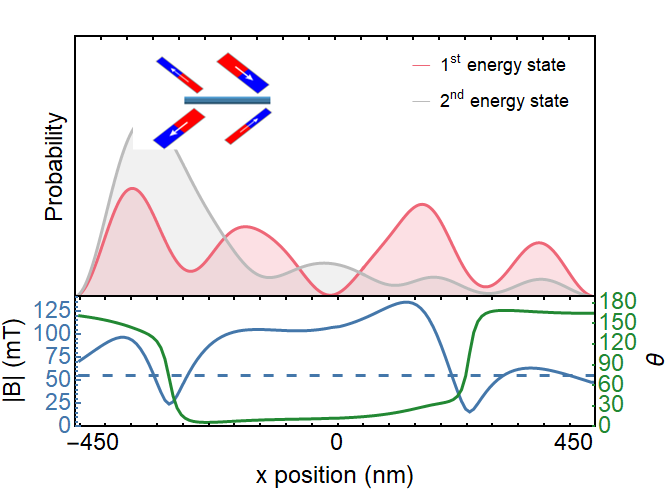 1st energy state
2nd energy state
Probability
125
100
75
50
25
0
|B| (mT)
180
150
120
90
60
30
0
θ
−450
0
450
x position (nm)